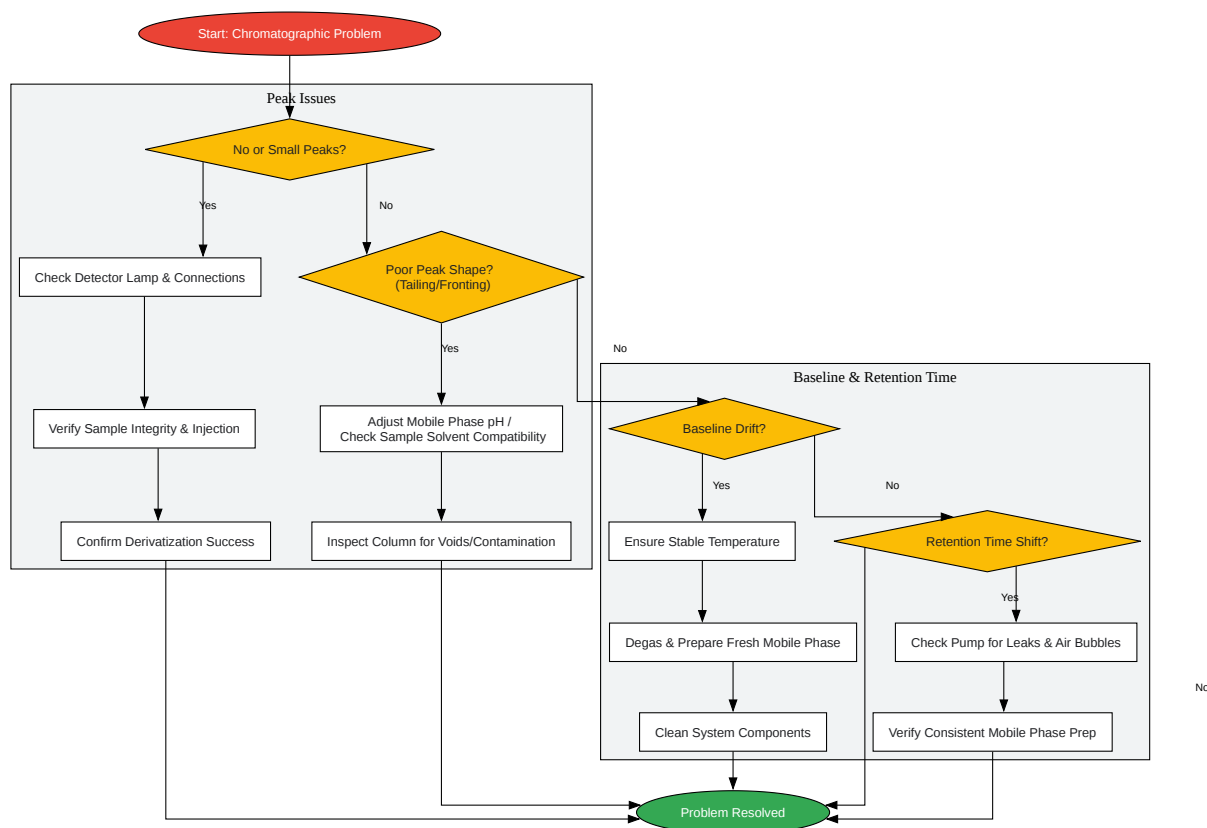 Start: Chromatographic Problem
Peak Issues
No or Small Peaks?
Yes
No
Check Detector Lamp & Connections
Poor Peak Shape?
(Tailing/Fronting)
Yes
No
Baseline & Retention Time
Verify Sample Integrity & Injection
Adjust Mobile Phase pH /
Check Sample Solvent Compatibility
Baseline Drift?
Yes
No
Confirm Derivatization Success
Inspect Column for Voids/Contamination
Ensure Stable Temperature
Retention Time Shift?
Yes
Degas & Prepare Fresh Mobile Phase
Check Pump for Leaks & Air Bubbles
No
Clean System Components
Verify Consistent Mobile Phase Prep
Problem Resolved